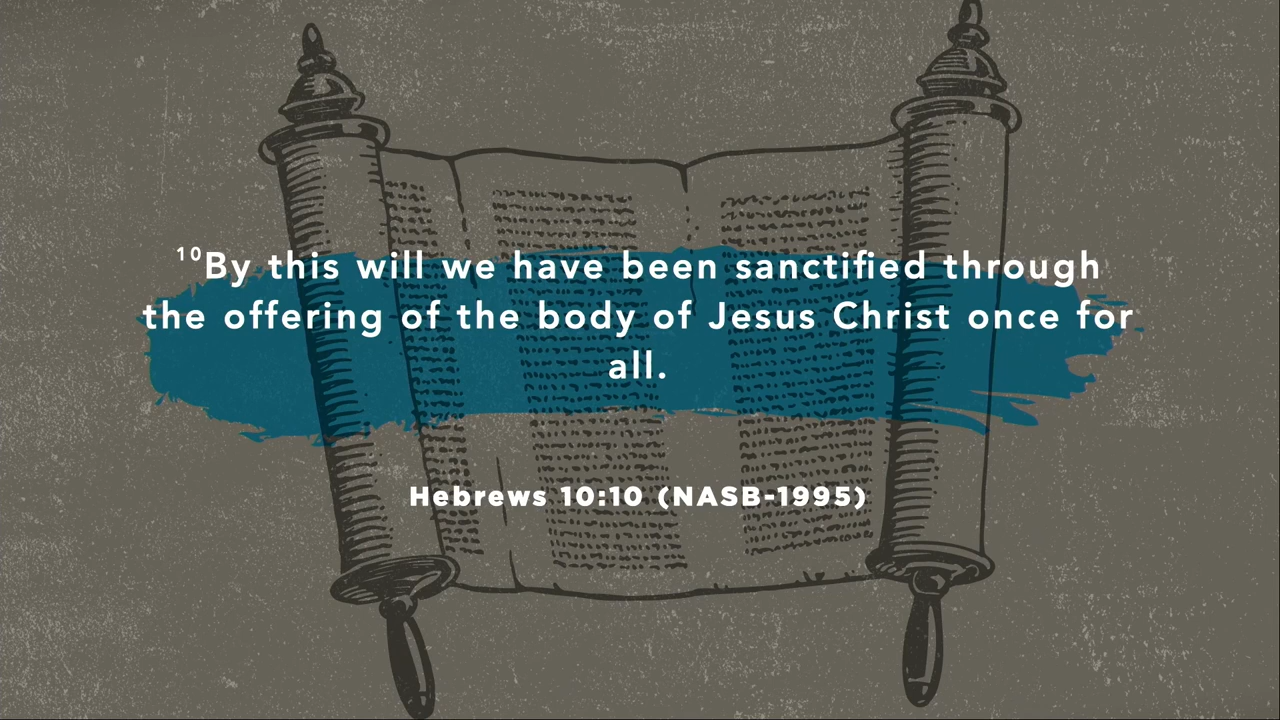 ¹⁰By this will we have been sanctified through
the offering of the body of Jesus Christ once for
all.
Hebrews 10:10 (NASB-1995)